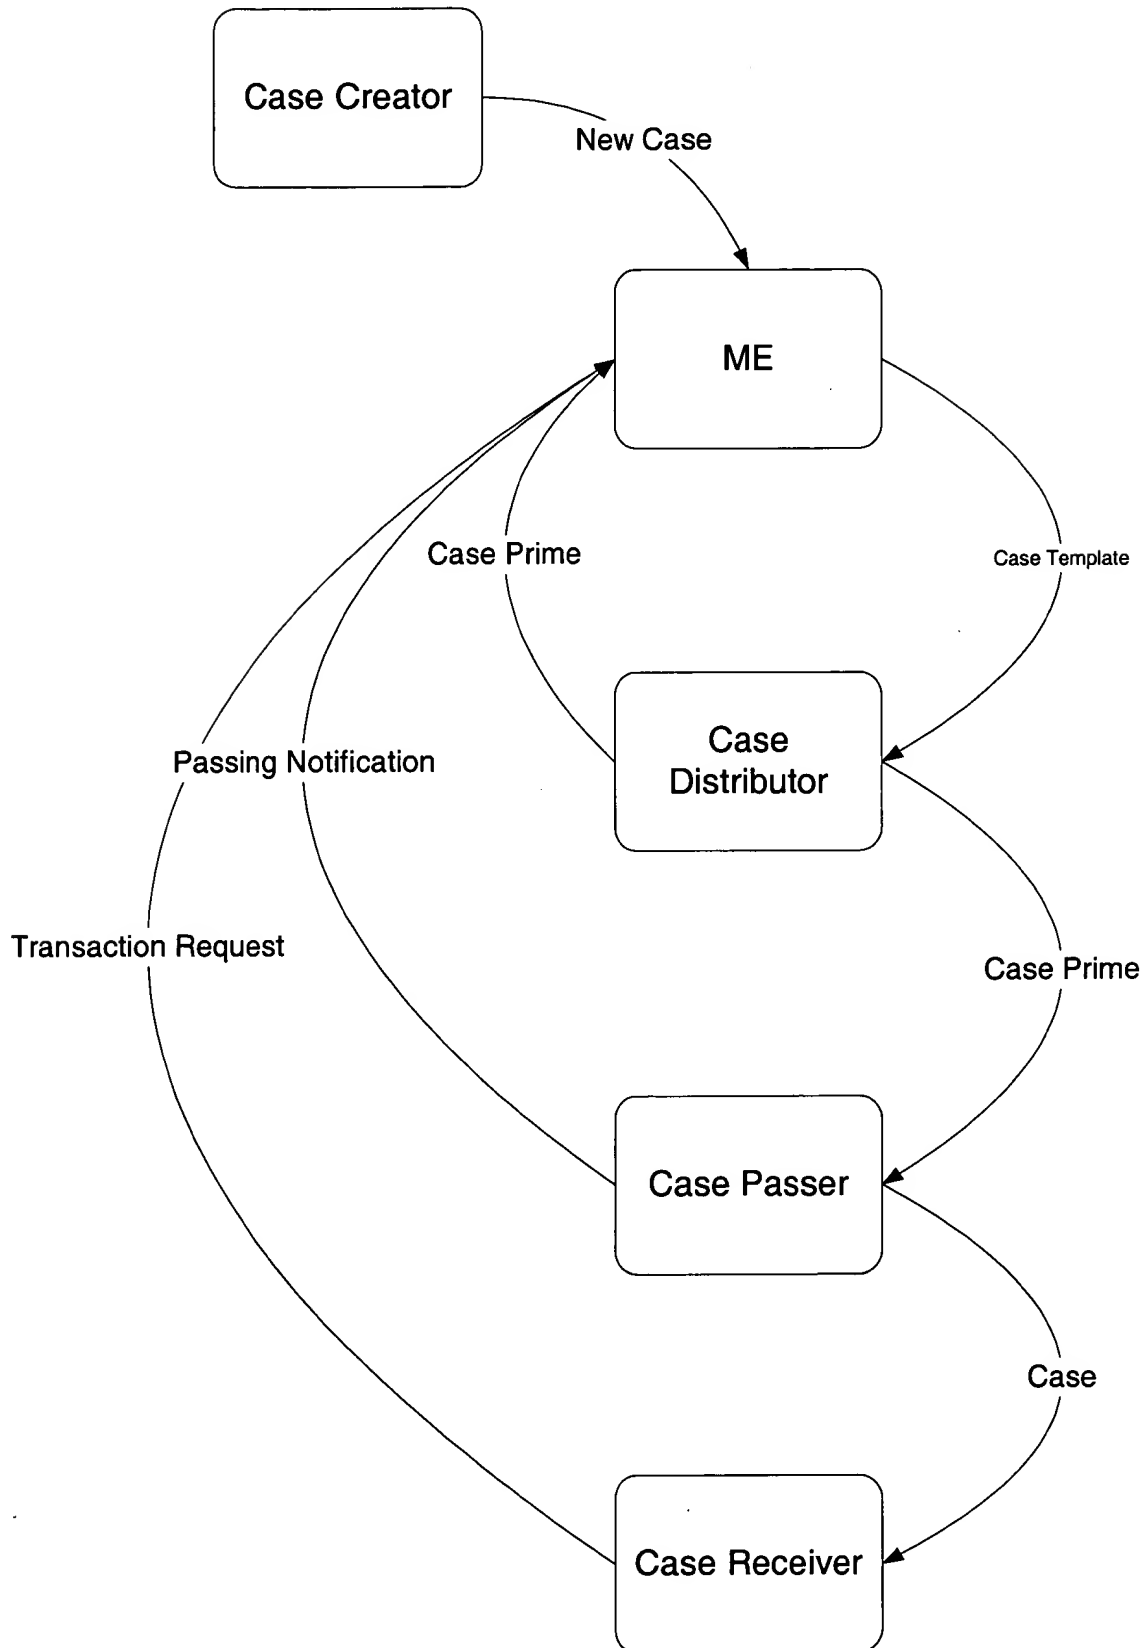 Case Creator
New Case
ME
Case Prime
Case Template
Case
Distributor
Passing Notification
Transaction Request
Case Prime
Case Passer
Case
Case Receiver